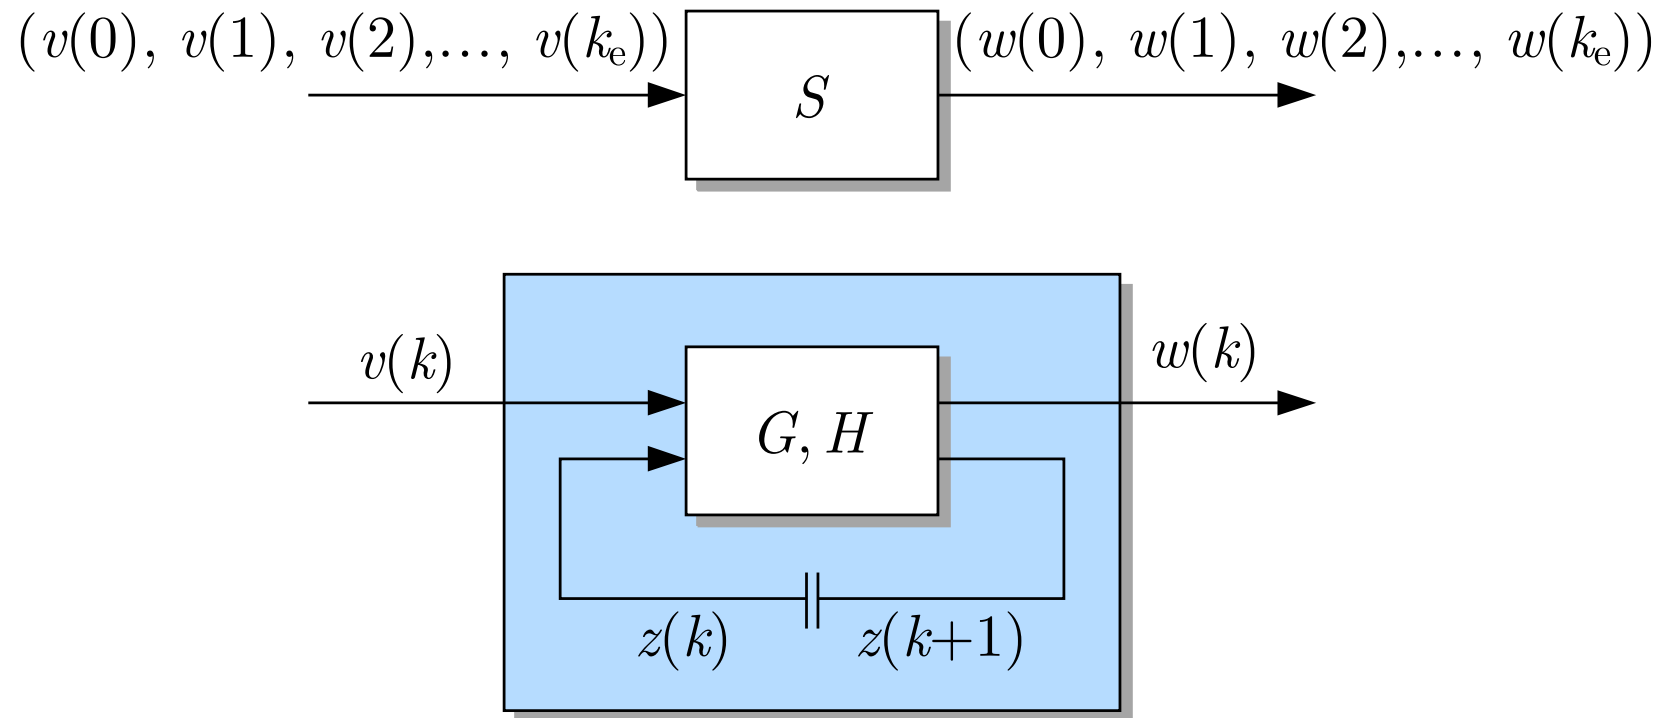 (v(0), v(1), v(2),..., v(kₑ))
S
(w(0), w(1), w(2),..., w(kₑ))
v(k)
G, H
w(k)
z(k)
z(k+1)